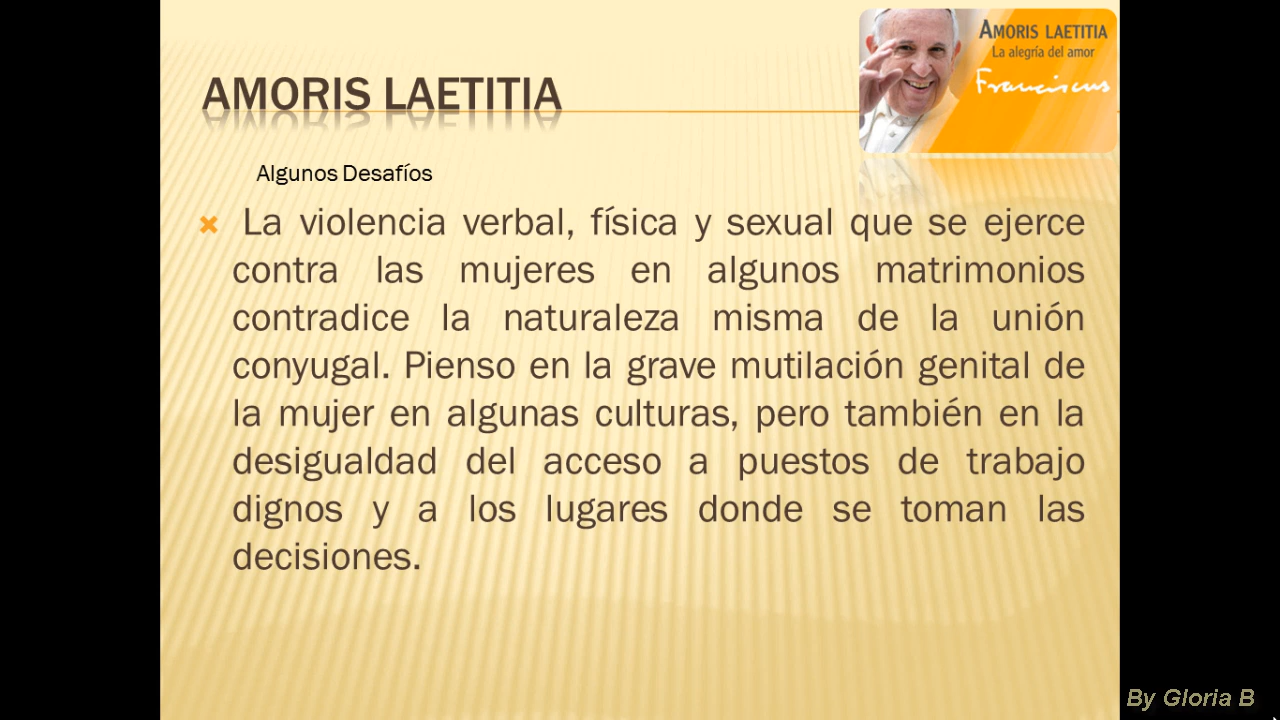 AMORIS LAETITIA
La alegría del amor
Franciscus
AMORIS LAETITIA
Algunos Desafíos
La violencia verbal, física y sexual que se ejerce
contra las mujeres en algunos matrimonios
contradice la naturaleza misma de la unión
conyugal. Pienso en la grave mutilación genital de
la mujer en algunas culturas, pero también en la
desigualdad del acceso a puestos de trabajo
dignos y a los lugares donde se toman las
decisiones.
By Gloria B